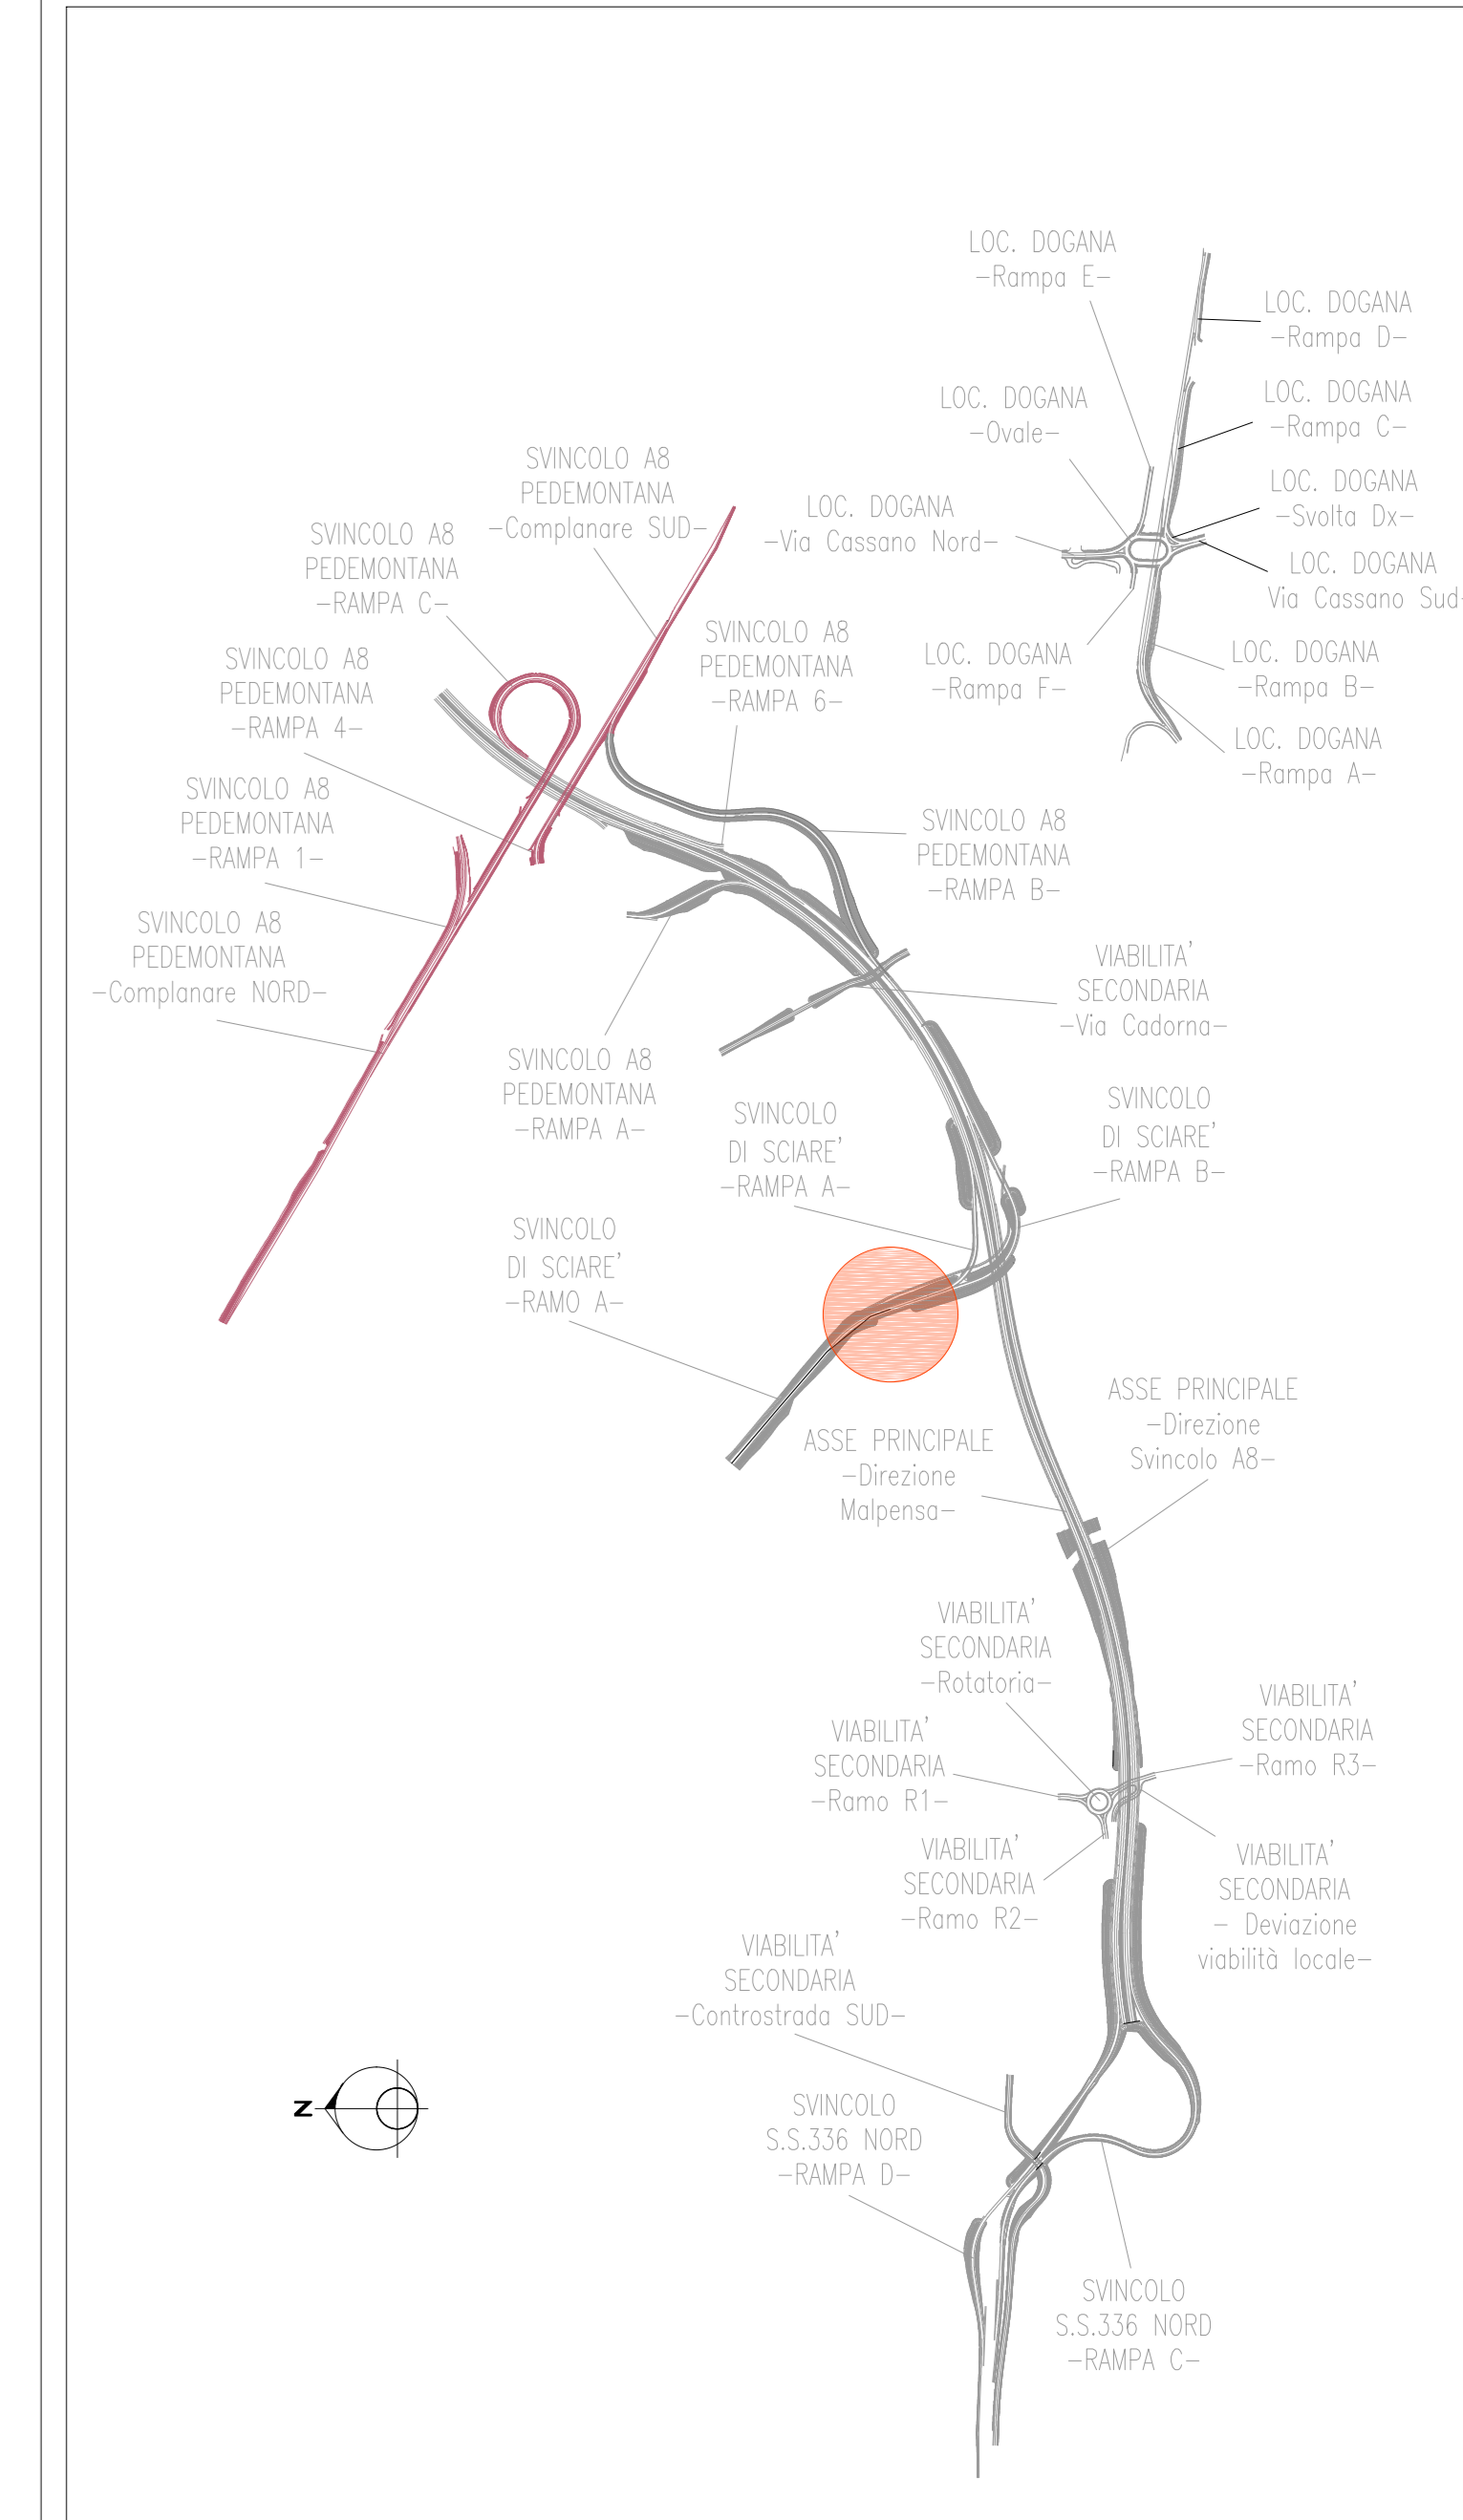 LOC. DOGANA
-Rampa E-
LOC. DOGANA
-Rampa D-
LOC. DOGANA
-Ovale-
LOC. DOGANA
-Rampa C-
SVINCOLO A8
PEDEMONTANA
-Complanare SUD-
LOC. DOGANA
-Svolta Dx-
LOC. DOGANA
-Via Cassano Nord-
SVINCOLO A8
PEDEMONTANA
-RAMPA C-
LOC. DOGANA
Via Cassano Sud-
SVINCOLO A8
PEDEMONTANA
-RAMPA 6-
SVINCOLO A8
PEDEMONTANA
-RAMPA 4-
LOC. DOGANA
-Rampa F-
LOC. DOGANA
-Rampa B-
LOC. DOGANA
-Rampa A-
SVINCOLO A8
PEDEMONTANA
-RAMPA 1-
SVINCOLO A8
PEDEMONTANA
-RAMPA B-
SVINCOLO A8
PEDEMONTANA
-Complanare NORD-
VIABILITA'
SECONDARIA
-Via Cadorna-
SVINCOLO A8
PEDEMONTANA
-RAMPA A-
SVINCOLO
DI SCIARE'
-RAMPA A-
SVINCOLO
DI SCIARE'
-RAMPA B-
SVINCOLO
DI SCIARE'
-RAMO A-
ASSE PRINCIPALE
-Direzione
Svincolo A8-
ASSE PRINCIPALE
-Direzione
Malpensa-
VIABILITA'
SECONDARIA
-Rotatoria-
VIABILITA'
SECONDARIA
-Ramo R3-
VIABILITA'
SECONDARIA
-Ramo R1-
VIABILITA'
SECONDARIA
-Ramo R2-
VIABILITA'
SECONDARIA
- Deviazione
viabilità locale-
VIABILITA'
SECONDARIA
-Controstrada SUD-
N
SVINCOLO
S.S.336 NORD
-RAMPA D-
SVINCOLO
S.S.336 NORD
-RAMPA C-